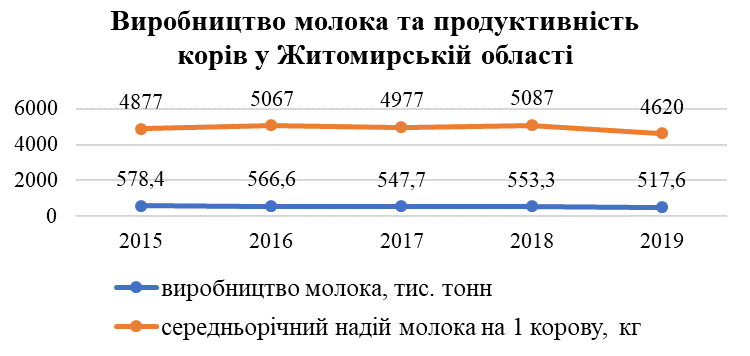 Виробництво молока та продуктивність
корів у Житомирській області
6000
4000
2000
0
4877 5067 4977 5087 4620
578,4 566,6 547,7 553,3 517,6
2015 2016 2017 2018 2019
виробництво молока, тис. тонн
середньорічний надій молока на 1 корову, кг